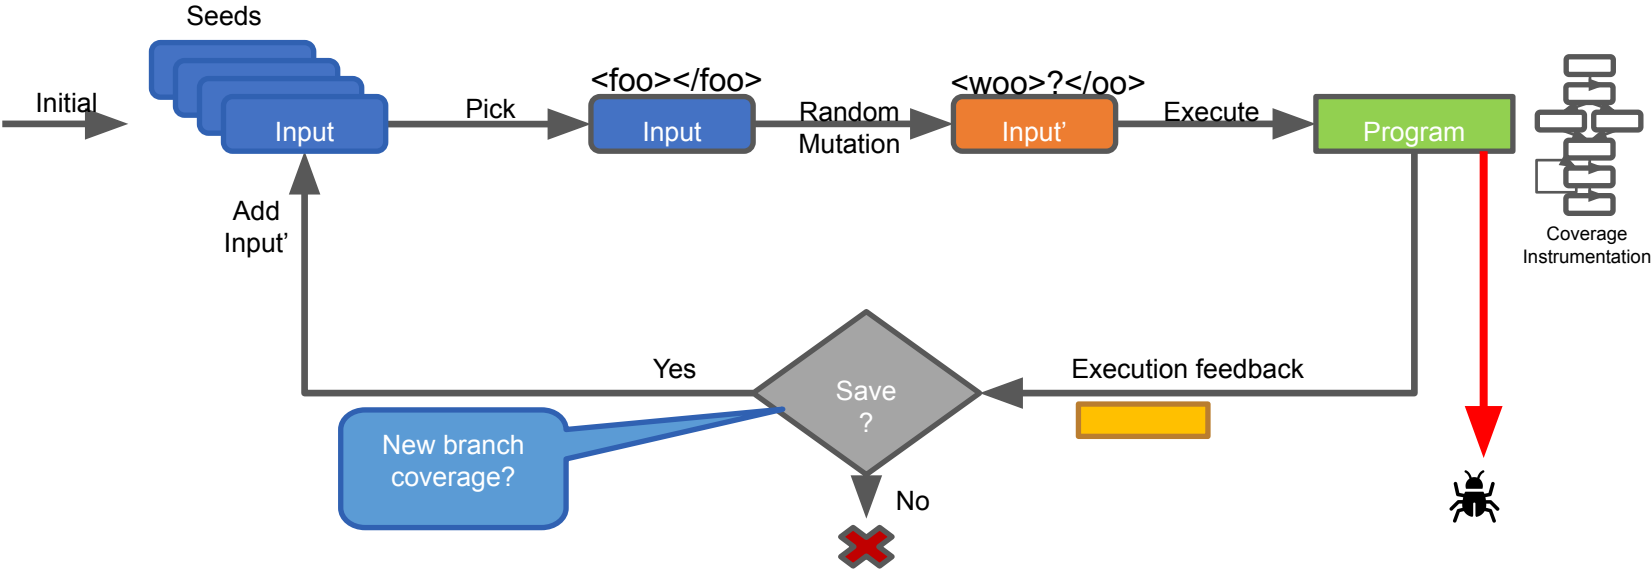 Seeds
Initial
Input
Pick
<foo></foo>
Input
Random
Mutation
<woo>?</oo>
Input’
Execute
Program
Coverage
Instrumentation
Add
Input’
Yes
Save
?
Execution feedback
New branch
coverage?
No